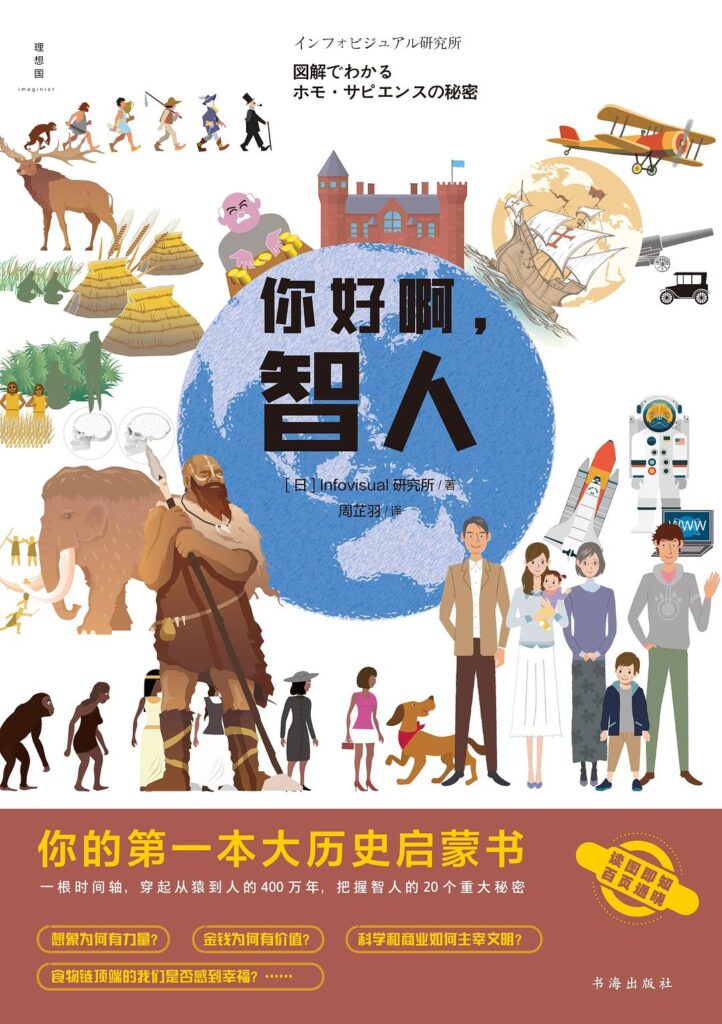 理想国
imaginist
インフォビジュアル研究所
図解でわかる
ホモ・サピエンスの秘密
你好啊，
智人
［日］Infovisual 研究所 / 著
周芷羽 / 译
WWW
你的第一本大历史启蒙书
一根时间轴，穿起从猿到人的400万年，把握智人的20个重大秘密
读图即知
百页通晓
想象为何有力量？
金钱为何有价值？
科学和商业如何主宰文明？
食物链顶端的我们是否感到幸福？……
书海出版社